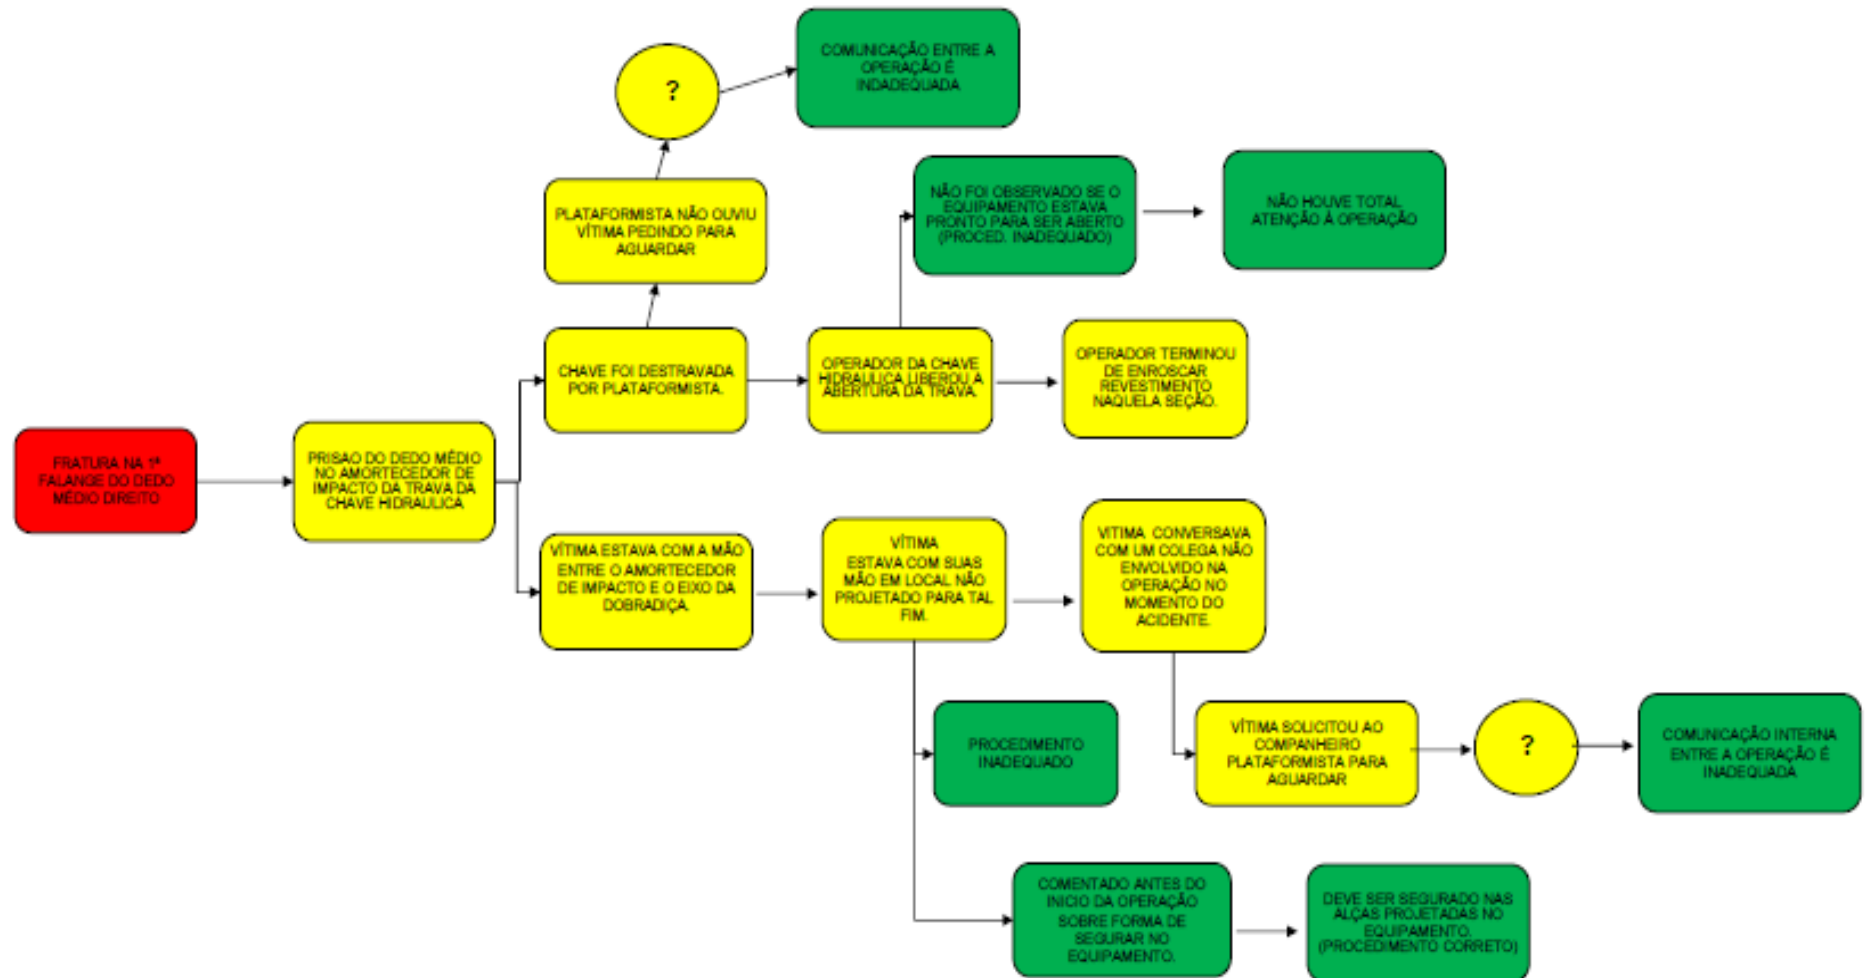 COMUNICAÇÃO ENTRE A
OPERAÇÃO É
INDADEQUADA
?
NÃO FOI OBSERVADO SE O
EQUIPAMENTO ESTAVA
PRONTO PARA SER ABERTO
(PROCED. INADEQUADO)
NÃO HOUVE TOTAL
ATENÇÃO À OPERAÇÃO
PLATAFORMISTA NÃO OUVIU
VÍTIMA PEDINDO PARA
AGUARDAR
CHAVE FOI DESTRAVADA
POR PLATAFORMISTA.
OPERADOR DA CHAVE
HIDRAULICA LIBEROU A
ABERTURA DA TRAVA.
OPERADOR TERMINOU
DE ENROSCAR
REVESTIMENTO
NAQUELA SEÇÃO.
FRATURA NA 1ª
FALANGE DO DEDO
MÉDIO DIREITO
PRISAO DO DEDO MÉDIO
NO AMORTECEDOR DE
IMPACTO DA TRAVA DA
CHAVE HIDRAULICA
VÍTIMA ESTAVA COM A MÃO
ENTRE O AMORTECEDOR
DE IMPACTO E O EIXO DA
DOBRADIÇA.
VÍTIMA
ESTAVA COM SUAS
MÃO EM LOCAL NÃO
PROJETADO PARA TAL
FIM.
VITIMA CONVERSAVA
COM UM COLEGA NÃO
ENVOLVIDO NA
OPERAÇÃO NO
MOMENTO DO
ACIDENTE.
PROCEDIMENTO
INADEQUADO
VÍTIMA SOLICITOU AO
COMPANHEIRO
PLATAFORMISTA PARA
AGUARDAR
?
COMUNICAÇÃO INTERNA
ENTRE A OPERAÇÃO É
INADEQUADA
COMENTADO ANTES DO
INICIO DA OPERAÇÃO
SOBRE FORMA DE
SEGURAR NO
EQUIPAMENTO.
DEVE SER SEGURADO NAS
ALÇAS PROJETADAS NO
EQUIPAMENTO.
(PROCEDIMENTO CORRETO)